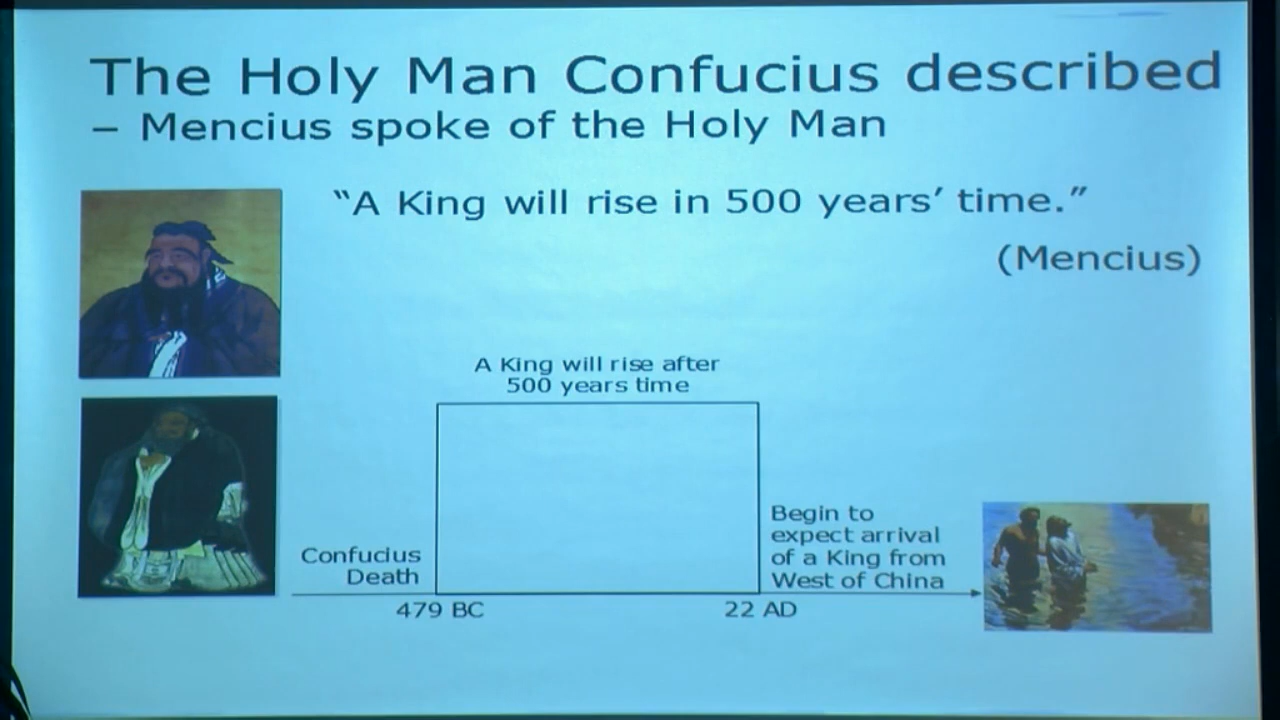 The Holy Man Confucius described
– Mencius spoke of the Holy Man
“A King will rise in 500 years’ time.”
(Mencius)
A King will rise after
500 years time
Begin to
expect arrival
of a King from
West of China
Confucius
Death
479 BC
22 AD